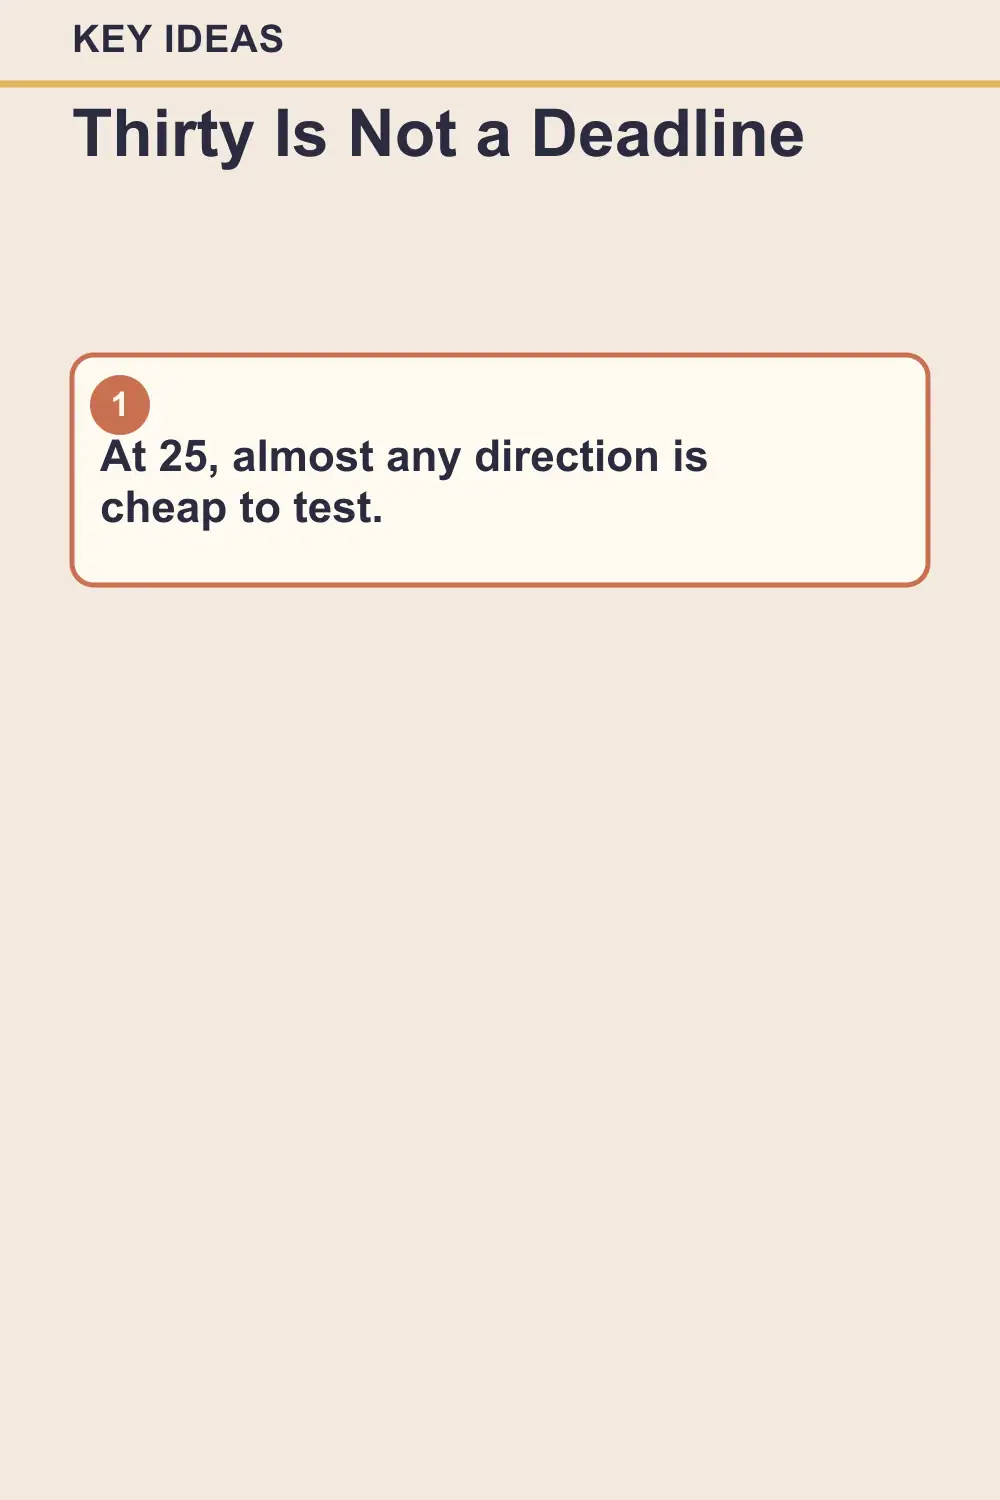 KEY IDEAS
Thirty Is Not a Deadline
1
At 25, almost any direction is
cheap to test.